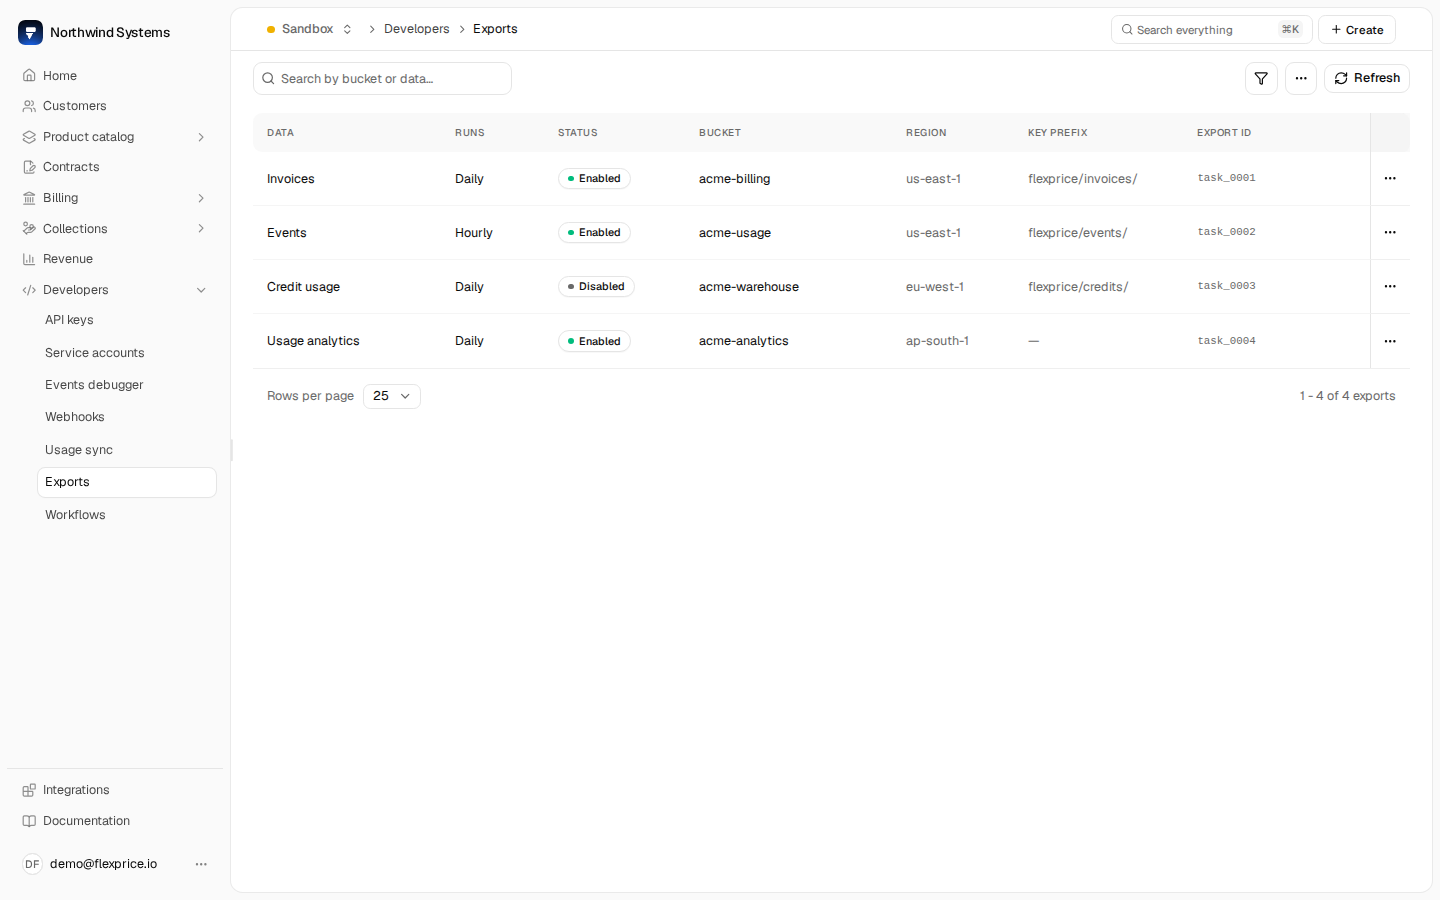 Northwind Systems
Home
Customers
Product catalog
Contracts
Billing
Collections
Revenue
Developers
API keys
Service accounts
Events debugger
Webhooks
Usage sync
Exports
Workflows
Integrations
Documentation
DF demo@flexprice.io
Sandbox Developers Exports
Search everything ⌘K
Create
Search by bucket or data...
Refresh
DATA RUNS STATUS BUCKET REGION KEY PREFIX EXPORT ID
Invoices Daily Enabled acme-billing us-east-1 flexprice/invoices/ task_0001
Events Hourly Enabled acme-usage us-east-1 flexprice/events/ task_0002
Credit usage Daily Disabled acme-warehouse eu-west-1 flexprice/credits/ task_0003
Usage analytics Daily Enabled acme-analytics ap-south-1 — task_0004
Rows per page 25
1 - 4 of 4 exports